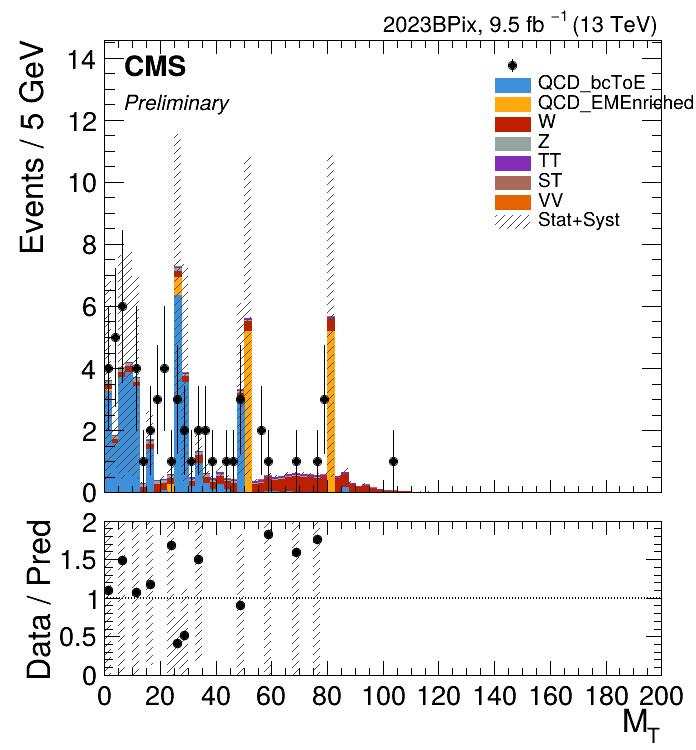 2023BPix, 9.5 fb⁻¹ (13 TeV)
CMS
Preliminary
QCD_bcToE
QCD_EMEnriched
W
Z
TT
ST
VV
Stat+Syst
Events / 5 GeV
14
12
10
8
6
4
2
0
Data / Pred
2
1.5
1
0.5
0
0 20 40 60 80 100 120 140 160 180 200
M_T